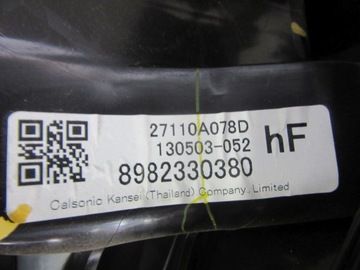 27110A078D
130503-052
hF
8982330380
Calsonic Kansei (Thailand) Company, Limited